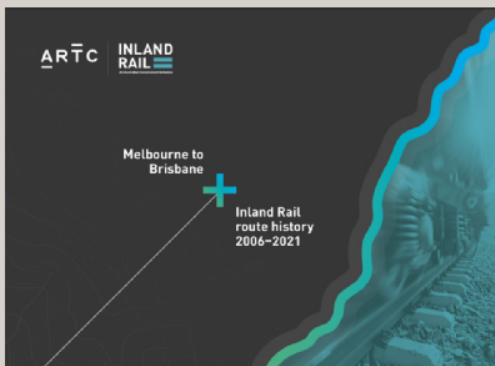 ARTC
INLAND
RAIL
Melbourne to
Brisbane
Inland Rail
route history
2006–2021